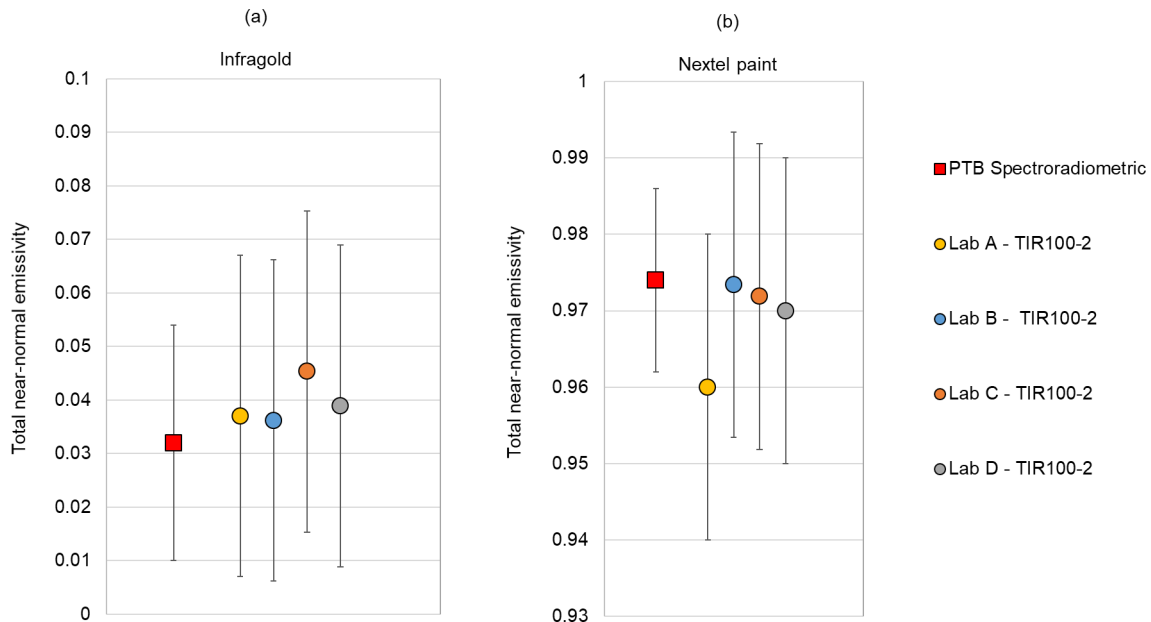 (a)
Infragold
Total near-normal emissivity
0.1
0.09
0.08
0.07
0.06
0.05
0.04
0.03
0.02
0.01
0
(b)
Nextel paint
Total near-normal emissivity
1
0.99
0.98
0.97
0.96
0.95
0.94
0.93
PTB Spectroradiometric
Lab A - TIR100-2
Lab B - TIR100-2
Lab C - TIR100-2
Lab D - TIR100-2